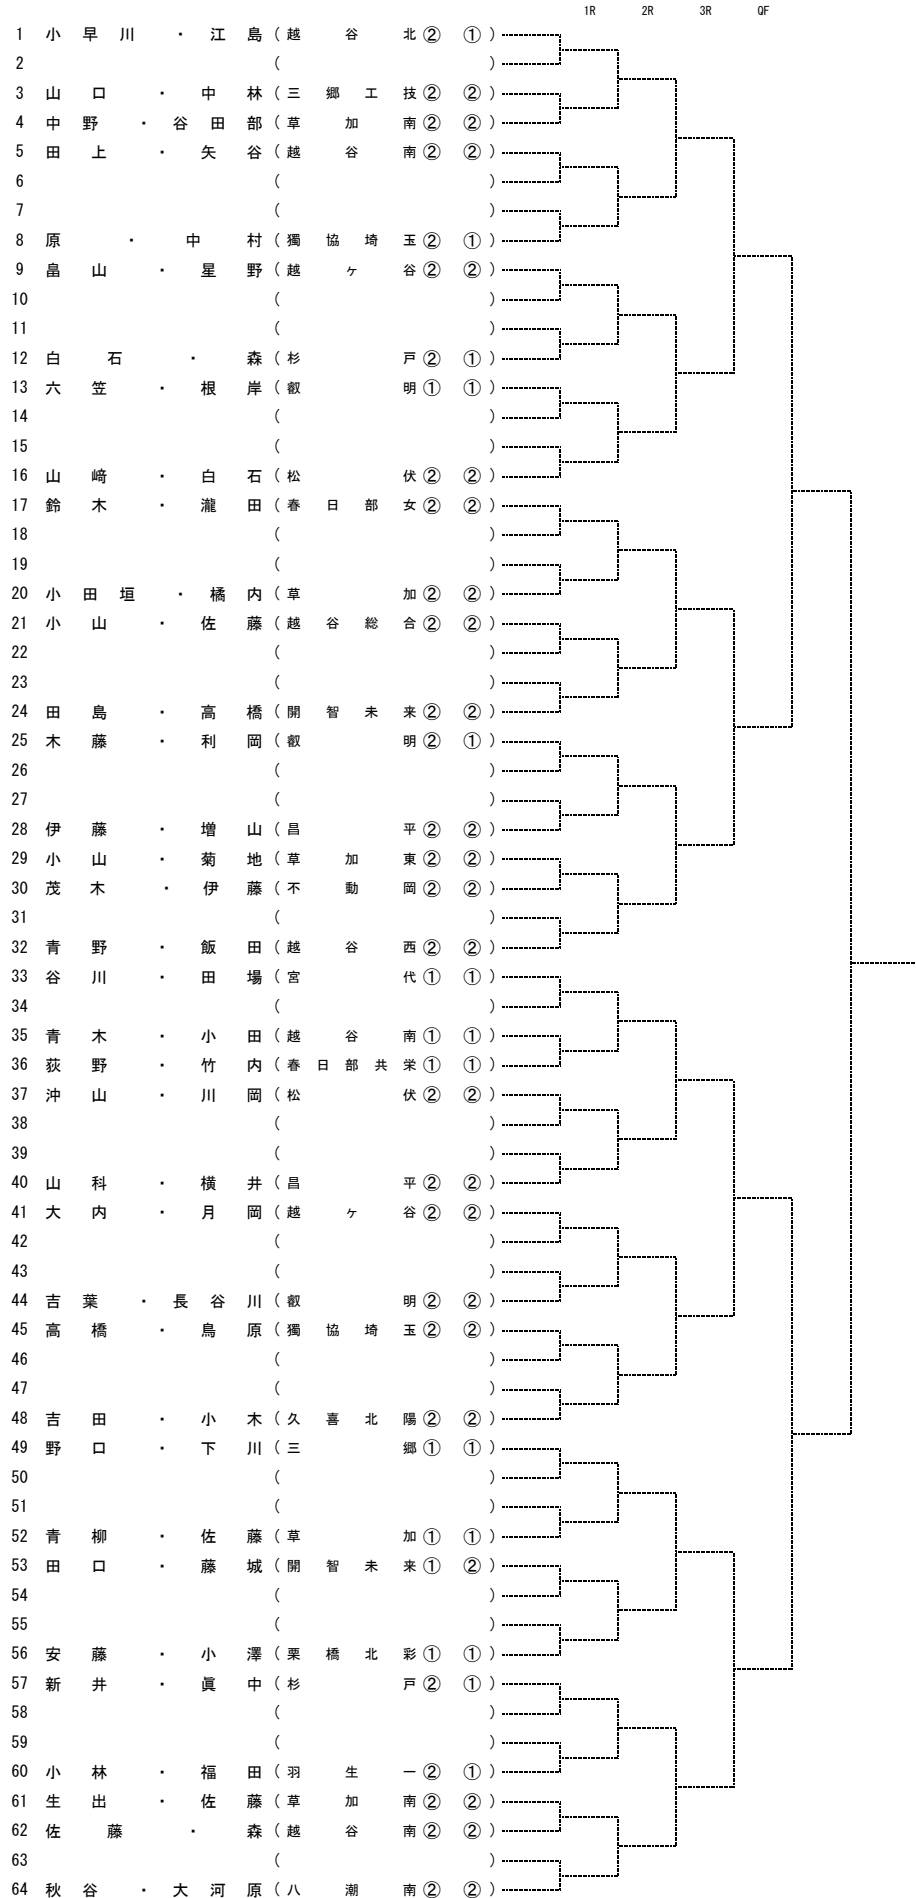 1R 2R 3R QF
1 小早川・江島(越谷北② ①)
2 ( )
3 山口・中林(三郷工技② ②)
4 中野・谷田部(草加南② ②)
5 田上・矢谷(越谷南② ②)
6 ( )
7 ( )
8 原・中村(獨協埼玉② ①)
9 畠山・星野(越ヶ谷② ②)
10 ( )
11 ( )
12 白石・森(杉戸② ①)
13 六笠・根岸(叡明① ①)
14 ( )
15 ( )
16 山﨑・白石(松伏② ②)
17 鈴木・瀧田(春日部女② ②)
18 ( )
19 ( )
20 小田垣・橘内(草加② ②)
21 小山・佐藤(越谷総合② ②)
22 ( )
23 ( )
24 田島・高橋(開智未来② ②)
25 木藤・利岡(叡明② ①)
26 ( )
27 ( )
28 伊藤・増山(昌平② ②)
29 小山・菊地(草加東② ②)
30 茂木・伊藤(不動岡② ②)
31 ( )
32 青野・飯田(越谷西② ②)
33 谷川・田場(宮代① ①)
34 ( )
35 青木・小田(越谷南① ①)
36 荻野・竹内(春日部共栄① ①)
37 沖山・川岡(松伏② ②)
38 ( )
39 ( )
40 山科・横井(昌平② ②)
41 大内・月岡(越ヶ谷② ②)
42 ( )
43 ( )
44 吉葉・長谷川(叡明② ②)
45 高橋・鳥原(獨協埼玉② ②)
46 ( )
47 ( )
48 吉田・小木(久喜北陽② ②)
49 野口・下川(三郷① ①)
50 ( )
51 ( )
52 青柳・佐藤(草加① ①)
53 田口・藤城(開智未来① ②)
54 ( )
55 ( )
56 安藤・小澤(栗橋北彩① ①)
57 新井・眞中(杉戸② ①)
58 ( )
59 ( )
60 小林・福田(羽生一② ①)
61 生出・佐藤(草加南② ②)
62 佐藤・森(越谷南② ②)
63 ( )
64 秋谷・大河原(八潮南② ②)